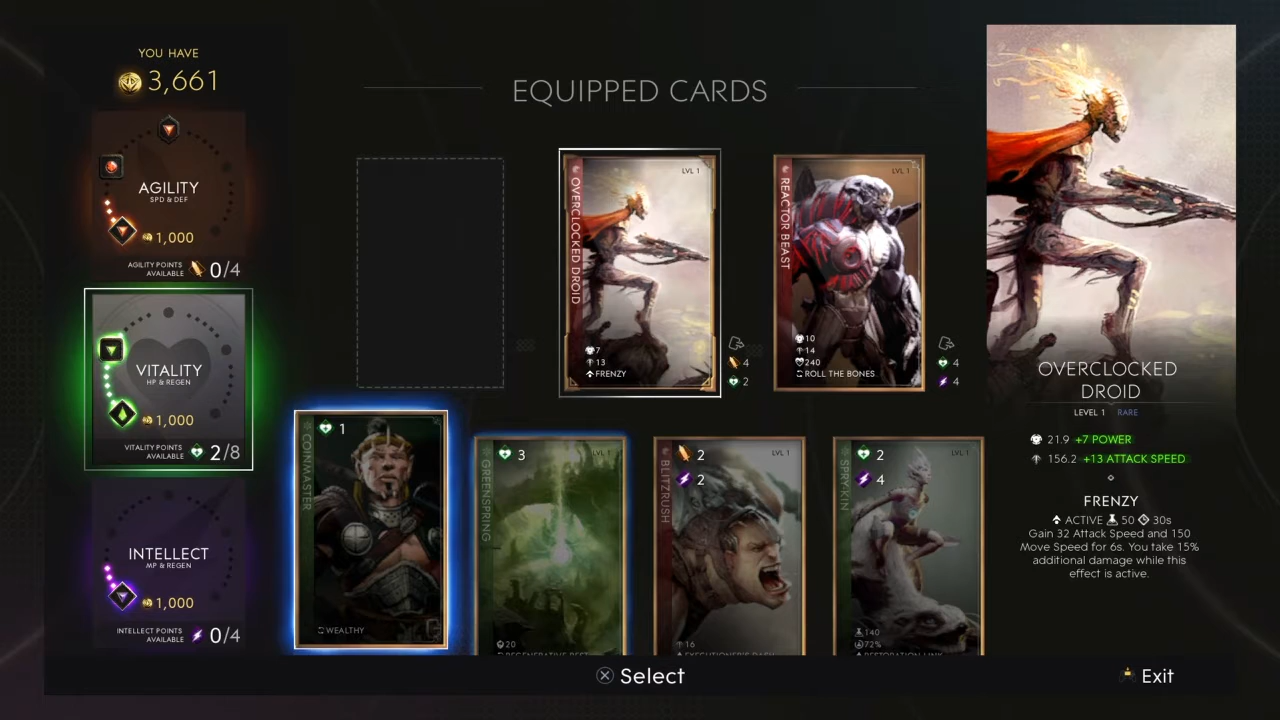 YOU HAVE
3,661
AGILITY
SPD & DEF
1,000
AGILITY POINTS
AVAILABLE
0/4
VITALITY
HP & REGEN
1,000
VITALITY POINTS
AVAILABLE
2/8
INTELLECT
MP & REGEN
1,000
INTELLECT POINTS
AVAILABLE
0/4
EQUIPPED CARDS
OVERCLOCKED DROID
LVL 1
7
13
FRENZY
4
2
REACTOR BEAST
LVL 1
10
14
240
ROLL THE BONES
4
4
COINMASTER
1
WEALTHY
GREENSPRING
3
LVL 1
20
BLITZRUSH
2
2
LVL 1
16
SPRY-KIN
2
4
LVL 1
140
72%
OVERCLOCKED
DROID
LEVEL 1 RARE
21.9 +7 POWER
156.2 +13 ATTACK SPEED
FRENZY
ACTIVE 50 30s
Gain 32 Attack Speed and 150
Move Speed for 6s. You take 15%
additional damage while this
effect is active.
Select
Exit